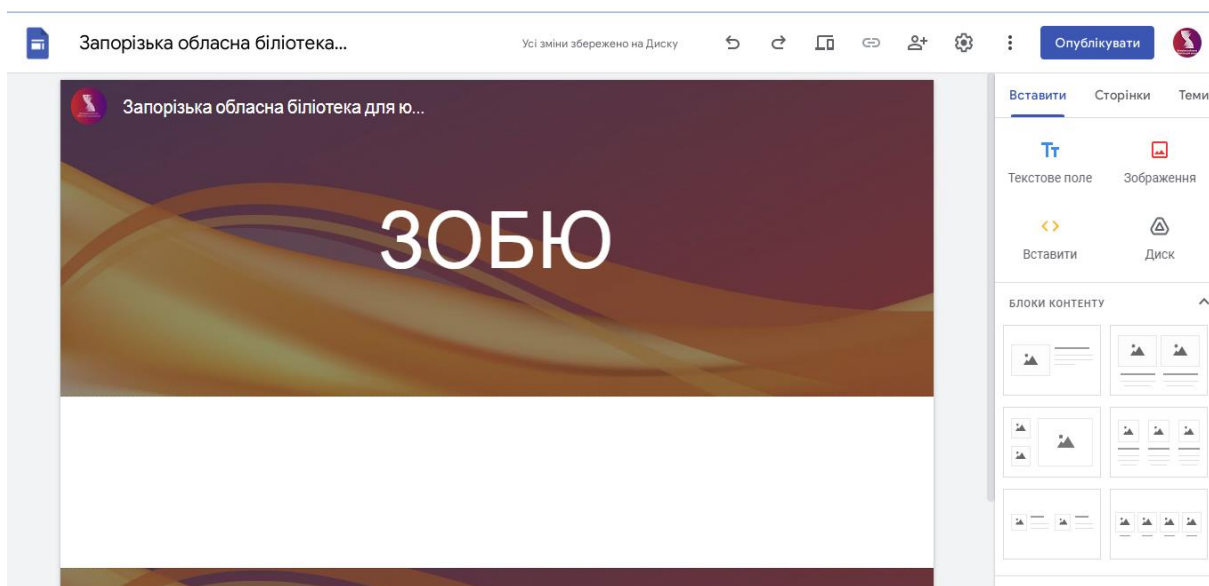 Запорізька обласна біліотека...
Усі зміни збережено на Диску
Опублікувати
Запорізька обласна біліотека для ю...
ЗОБЮ
Вставити Сторінки Теми
Текстове поле Зображення
Вставити Диск
БЛОКИ КОНТЕНТУ